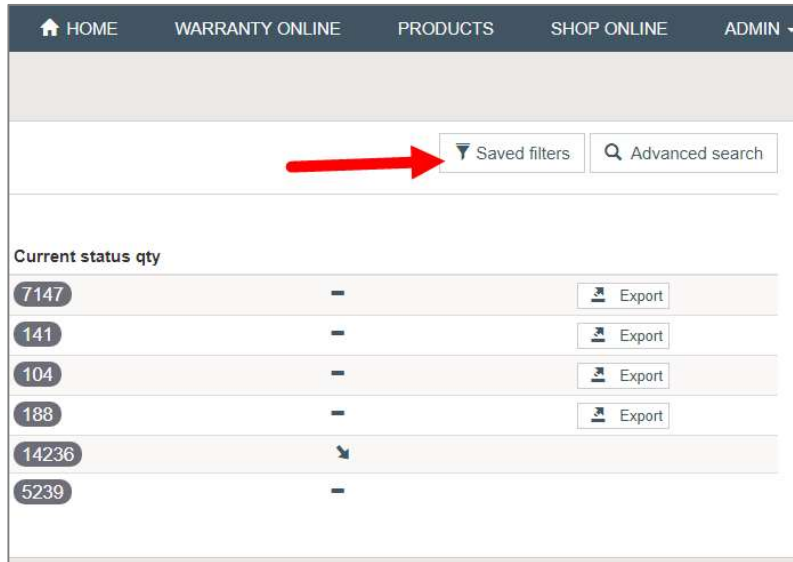 HOME WARRANTY ONLINE PRODUCTS SHOP ONLINE ADMIN
Saved filters Advanced search
Current status qty
7147 Export
141 Export
104 Export
188 Export
14236
5239